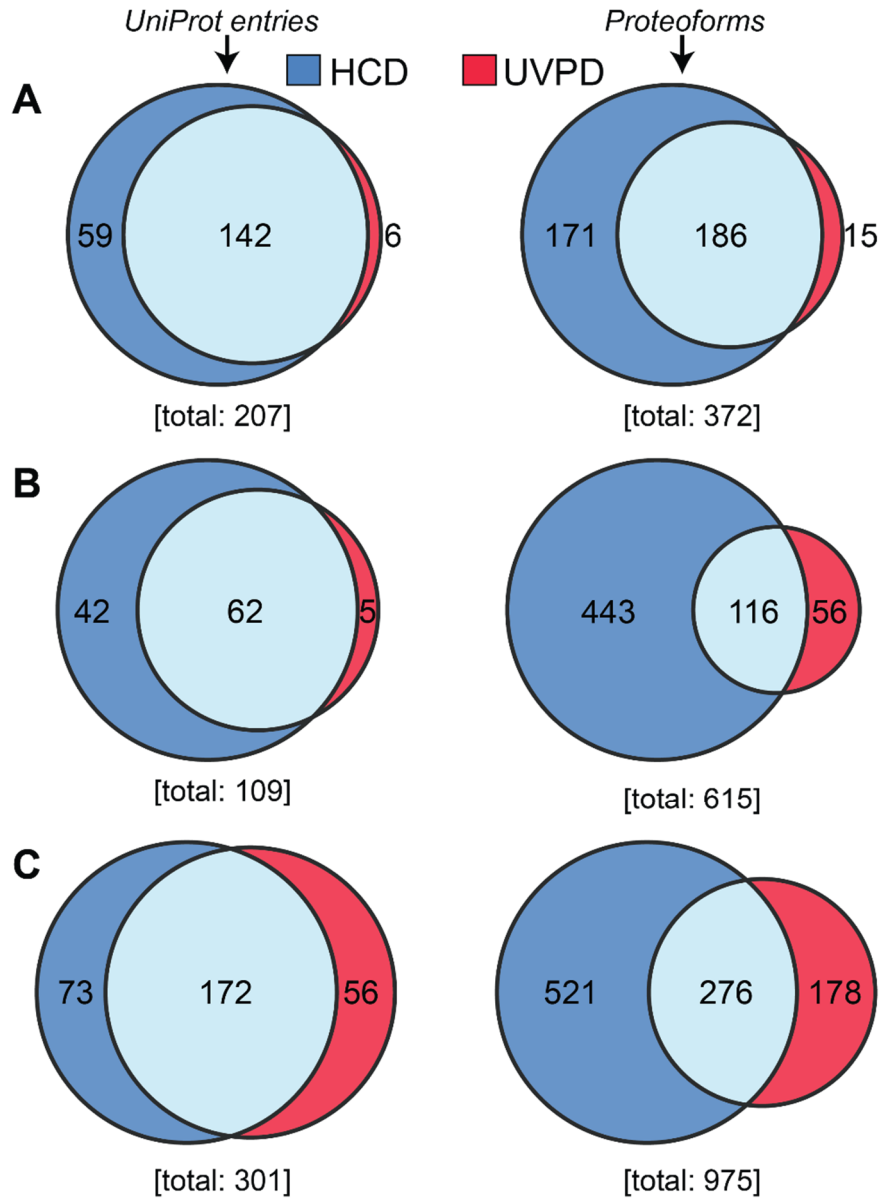 UniProt entries Proteoforms
HCD UVPD
A
59 142 6 171 186 15
[total: 207] [total: 372]
B
42 62 5 443 116 56
[total: 109] [total: 615]
C
73 172 56 521 276 178
[total: 301] [total: 975]